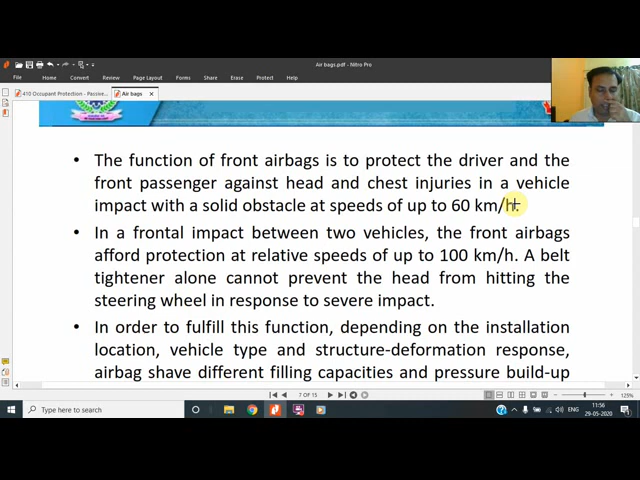 Air bags.pdf - Nitro Pro
File Home Review Page Layout Forms Share Erase Protect Help
410 Occupant Protection - Passive... Air bags
• The function of front airbags is to protect the driver and the
front passenger against head and chest injuries in a vehicle
impact with a solid obstacle at speeds of up to 60 km/h.
• In a frontal impact between two vehicles, the front airbags
afford protection at relative speeds of up to 100 km/h. A belt
tightener alone cannot prevent the head from hitting the
steering wheel in response to severe impact.
• In order to fulfill this function, depending on the installation
location, vehicle type and structure-deformation response,
airbag shave different filling capacities and pressure build-up
7 OF 15
125%
Type here to search
ENG
11:56
29-05-2020